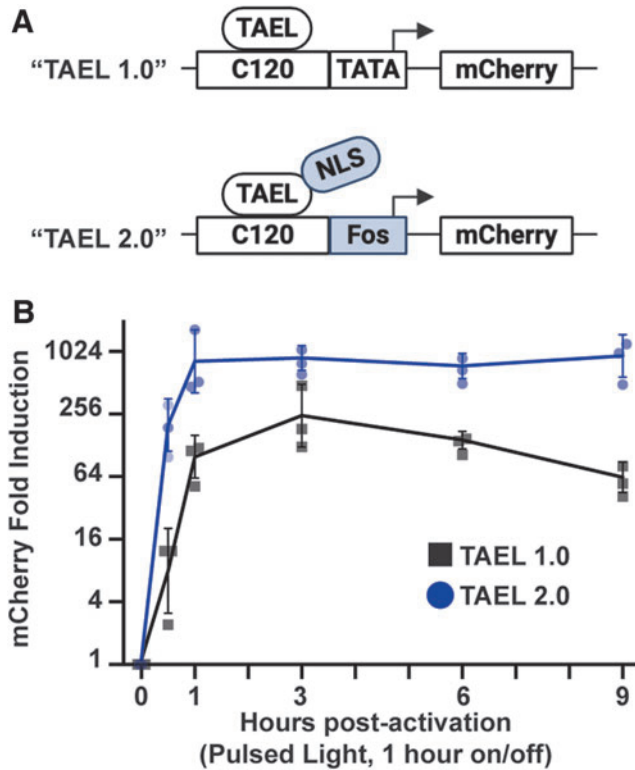 A
TAEL
"TAEL 1.0"
C120
TATA
mCherry
NLS
TAEL
"TAEL 2.0"
C120
Fos
mCherry
B
mCherry Fold Induction
1024
256
64
16
4
1
TAEL 1.0
TAEL 2.0
0
1
3
6
9
Hours post-activation
(Pulsed Light, 1 hour on/off)